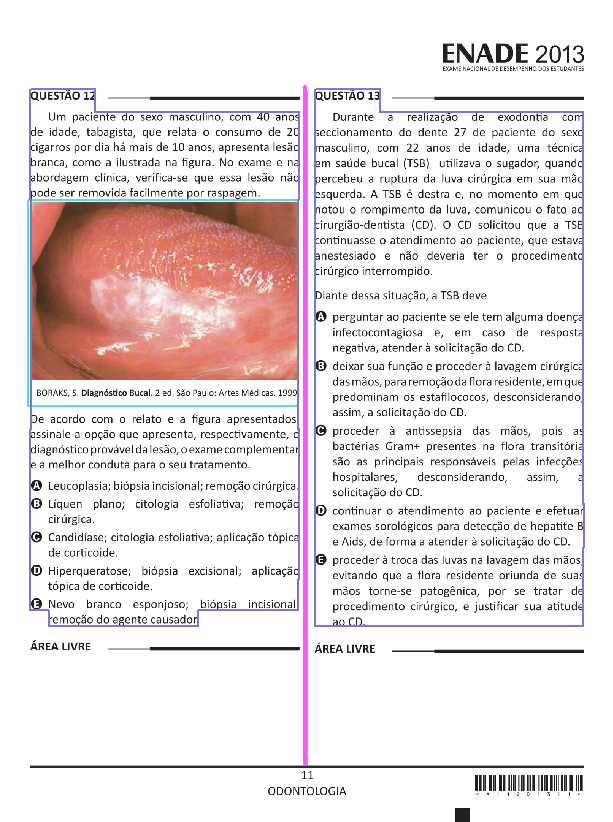 ENADE 2013
EXAME NACIONAL DE DESEMPENHO DOS ESTUDANTES
QUESTÃO 12
Um paciente do sexo masculino, com 40 anos
de idade, tabagista, que relata o consumo de 20
cigarros por dia há mais de 10 anos, apresenta lesão
branca, como a ilustrada na figura. No exame e na
abordagem clínica, verifica-se que essa lesão não
pode ser removida facilmente por raspagem.
BORAKS, S. Diagnóstico Bucal. 2 ed. São Paulo: Artes Médicas, 1999
De acordo com o relato e a figura apresentados
assinale a opção que apresenta, respectivamente, o
diagnóstico provável da lesão, o exame complementar
e a melhor conduta para o seu tratamento.
A Leucoplasia; biópsia incisional; remoção cirúrgica.
B Líquen plano; citologia esfoliativa; remoção
cirúrgica.
C Candidíase; citologia esfoliativa; aplicação tópica
de corticoide.
D Hiperqueratose; biópsia excisional; aplicação
tópica de corticoide.
E Nevo branco esponjoso; biópsia incisional
remoção do agente causador
ÁREA LIVRE
QUESTÃO 13
Durante a realização de exodontia com
seccionamento do dente 27 de paciente do sexo
masculino, com 22 anos de idade, uma técnica
em saúde bucal (TSB) utilizava o sugador, quando
percebeu a ruptura da luva cirúrgica em sua mão
esquerda. A TSB é destra e, no momento em que
notou o rompimento da luva, comunicou o fato ao
cirurgião-dentista (CD). O CD solicitou que a TSB
continuasse o atendimento ao paciente, que estava
anestesiado e não deveria ter o procedimento
cirúrgico interrompido.
Diante dessa situação, a TSB deve
A perguntar ao paciente se ele tem alguma doença
infectocontagiosa e, em caso de resposta
negativa, atender à solicitação do CD.
B deixar sua função e proceder à lavagem cirúrgica
das mãos, para remoção da flora residente, em que
predominam os estafilococos, desconsiderando,
assim, a solicitação do CD.
C proceder à antissepsia das mãos, pois as
bactérias Gram+ presentes na flora transitória
são as principais responsáveis pelas infecções
hospitalares, desconsiderando, assim, a
solicitação do CD.
D continuar o atendimento ao paciente e efetuar
exames sorológicos para detecção de hepatite B
e Aids, de forma a atender à solicitação do CD.
E proceder à troca das luvas na lavagem das mãos,
evitando que a flora residente oriunda de suas
mãos torne-se patogênica, por se tratar de
procedimento cirúrgico, e justificar sua atitude
ao CD.
ÁREA LIVRE
11
ODONTOLOGIA